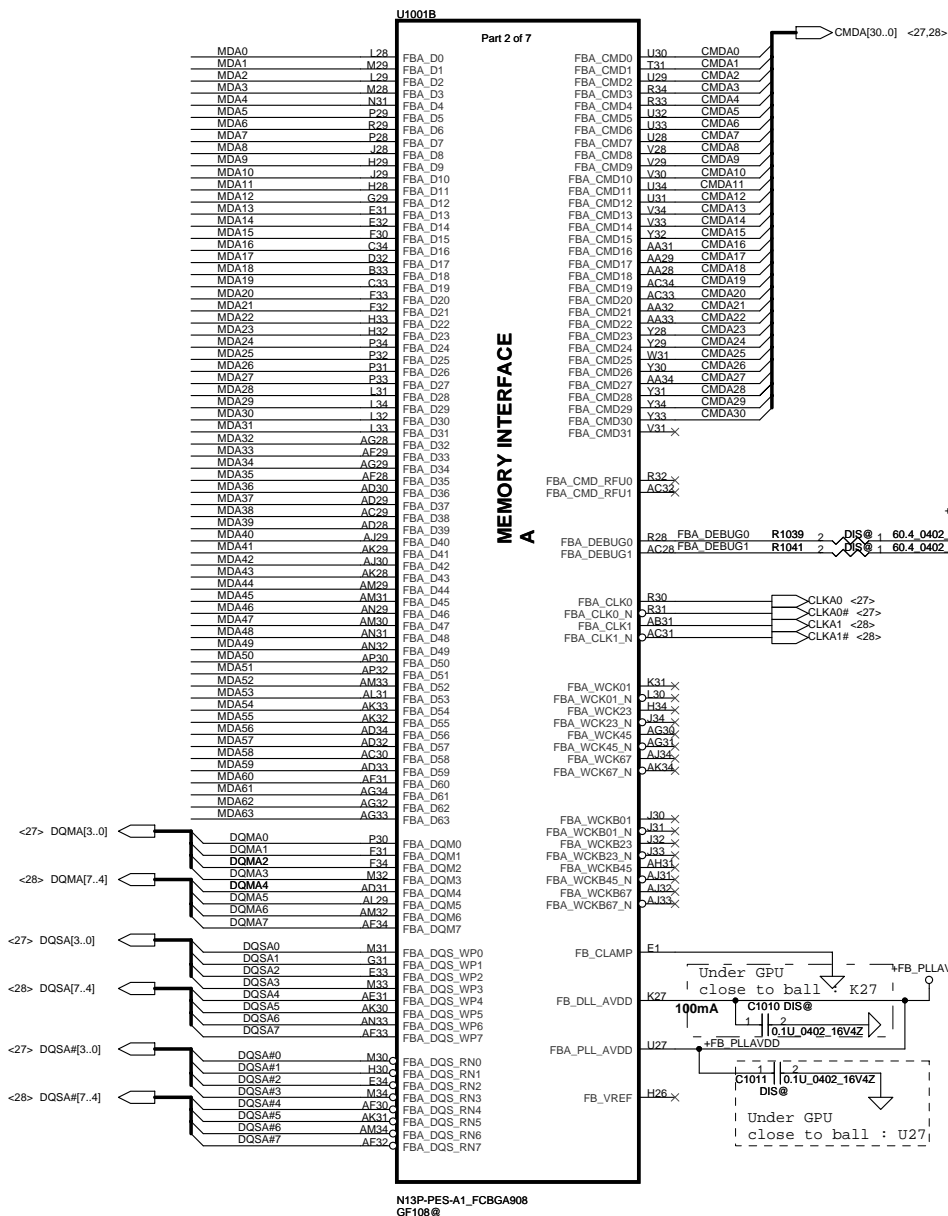 U1001B
Part 2 of 7
CMDA[30..0] <27,28>
MDA0 L28 FBA_D0 FBA_CMD0 U30 CMDA0
MDA1 M29 FBA_D1 FBA_CMD1 T31 CMDA1
MDA2 L29 FBA_D2 FBA_CMD2 U29 CMDA2
MDA3 M28 FBA_D3 FBA_CMD3 R34 CMDA3
MDA4 N31 FBA_D4 FBA_CMD4 R33 CMDA4
MDA5 P29 FBA_D5 FBA_CMD5 U32 CMDA5
MDA6 R29 FBA_D6 FBA_CMD6 U33 CMDA6
MDA7 P28 FBA_D7 FBA_CMD7 U28 CMDA7
MDA8 J28 FBA_D8 FBA_CMD8 V28 CMDA8
MDA9 H29 FBA_D9 FBA_CMD9 V29 CMDA9
MDA10 J29 FBA_D10 FBA_CMD10 V30 CMDA10
MDA11 H28 FBA_D11 FBA_CMD11 U34 CMDA11
MDA12 G29 FBA_D12 FBA_CMD12 U31 CMDA12
MDA13 E31 FBA_D13 FBA_CMD13 V34 CMDA13
MDA14 E32 FBA_D14 FBA_CMD14 V33 CMDA14
MDA15 F30 FBA_D15 FBA_CMD15 Y32 CMDA15
MDA16 C34 FBA_D16 FBA_CMD16 AA31 CMDA16
MDA17 D32 FBA_D17 FBA_CMD17 AA29 CMDA17
MDA18 B33 FBA_D18 FBA_CMD18 AA28 CMDA18
MDA19 C33 FBA_D19 FBA_CMD19 AC34 CMDA19
MDA20 F33 FBA_D20 FBA_CMD20 AC33 CMDA20
MDA21 F32 FBA_D21 FBA_CMD21 AA32 CMDA21
MDA22 H33 FBA_D22 FBA_CMD22 AA33 CMDA22
MDA23 H32 FBA_D23 FBA_CMD23 Y28 CMDA23
MDA24 P34 FBA_D24 FBA_CMD24 Y29 CMDA24
MDA25 P32 FBA_D25 FBA_CMD25 W31 CMDA25
MDA26 P31 FBA_D26 FBA_CMD26 Y30 CMDA26
MDA27 P33 FBA_D27 FBA_CMD27 AA34 CMDA27
MDA28 L31 FBA_D28 FBA_CMD28 Y31 CMDA28
MDA29 L34 FBA_D29 FBA_CMD29 Y34 CMDA29
MDA30 L32 FBA_D30 FBA_CMD30 Y33 CMDA30
MDA31 L33 FBA_D31 FBA_CMD31 V31
MDA32 AG28 FBA_D32
MDA33 AF29 FBA_D33
MDA34 AG29 FBA_D34
MDA35 AF28 FBA_D35 FBA_CMD_RFU0 R32
MDA36 AD30 FBA_D36 FBA_CMD_RFU1 AC32
MDA37 AD29 FBA_D37
MDA38 AC29 FBA_D38
MDA39 AD28 FBA_D39
MDA40 AJ29 FBA_D40 FBA_DEBUG0 R28 FBA_DEBUG0 R1039 2 DIS@ 1 60.4_0402_
MDA41 AK29 FBA_D41 FBA_DEBUG1 AC28 FBA_DEBUG1 R1041 2 DIS@ 1 60.4_0402_
MDA42 AJ30 FBA_D42
MDA43 AK28 FBA_D43
MDA44 AM29 FBA_D44
MDA45 AM31 FBA_D45 FBA_CLK0 R30 CLKA0 <27>
MDA46 AN29 FBA_D46 FBA_CLK0_N R31 CLKA0# <27>
MDA47 AM30 FBA_D47 FBA_CLK1 AB31 CLKA1 <28>
MDA48 AN31 FBA_D48 FBA_CLK1_N AC31 CLKA1# <28>
MDA49 AN32 FBA_D49
MDA50 AP30 FBA_D50
MDA51 AP32 FBA_D51
MDA52 AM33 FBA_D52 FBA_WCK01 K31
MDA53 AL31 FBA_D53 FBA_WCK01_N L30
MDA54 AK33 FBA_D54 FBA_WCK23 H34
MDA55 AK32 FBA_D55 FBA_WCK23_N J34
MDA56 AD34 FBA_D56 FBA_WCK45 AG30
MDA57 AD32 FBA_D57 FBA_WCK45_N AG31
MDA58 AC30 FBA_D58 FBA_WCK67 AJ34
MDA59 AD33 FBA_D59 FBA_WCK67_N AK34
MDA60 AF31 FBA_D60
MDA61 AG34 FBA_D61
MDA62 AG32 FBA_D62
MDA63 AG33 FBA_D63 FBA_WCKB01 J30
MEMORY INTERFACE
A
FBA_WCKB01_N J31
<27> DQMA[3..0] DQMA0 P30 FBA_DQM0 FBA_WCKB23 J32
DQMA1 F31 FBA_DQM1 FBA_WCKB23_N J33
DQMA2 F34 FBA_DQM2 FBA_WCKB45 AH31
<28> DQMA[7..4] DQMA3 M32 FBA_DQM3 FBA_WCKB45_N AJ31
DQMA4 AD31 FBA_DQM4 FBA_WCKB67 AJ32
DQMA5 AL29 FBA_DQM5 FBA_WCKB67_N AJ33
DQMA6 AM32 FBA_DQM6
DQMA7 AF34 FBA_DQM7
<27> DQSA[3..0] DQSA0 M31 FBA_DQS_WP0 FB_CLAMP E1
DQSA1 G31 FBA_DQS_WP1
DQSA2 E33 FBA_DQS_WP2
DQSA3 M33 FBA_DQS_WP3
<28> DQSA[7..4] DQSA4 AE31 FBA_DQS_WP4 FB_DLL_AVDD K27
DQSA5 AK30 FBA_DQS_WP5
DQSA6 AN33 FBA_DQS_WP6
DQSA7 AF33 FBA_DQS_WP7
Under GPU
close to ball : K27
+FB_PLLAV
100mA
C1010 DIS@
1 2
0.1U_0402_16V4Z
FBA_PLL_AVDD U27 +FB_PLLAVDD
<27> DQSA#[3..0] DQSA#0 M30 FBA_DQS_RN0
DQSA#1 H30 FBA_DQS_RN1
DQSA#2 E34 FBA_DQS_RN2
DQSA#3 M34 FBA_DQS_RN3
<28> DQSA#[7..4] DQSA#4 AF30 FBA_DQS_RN4 FB_VREF H26
DQSA#5 AK31 FBA_DQS_RN5
DQSA#6 AM34 FBA_DQS_RN6
DQSA#7 AF32 FBA_DQS_RN7
1 2
C1011 0.1U_0402_16V4Z
DIS@
Under GPU
close to ball : U27
N13P-PES-A1_FCBGA908
GF108@